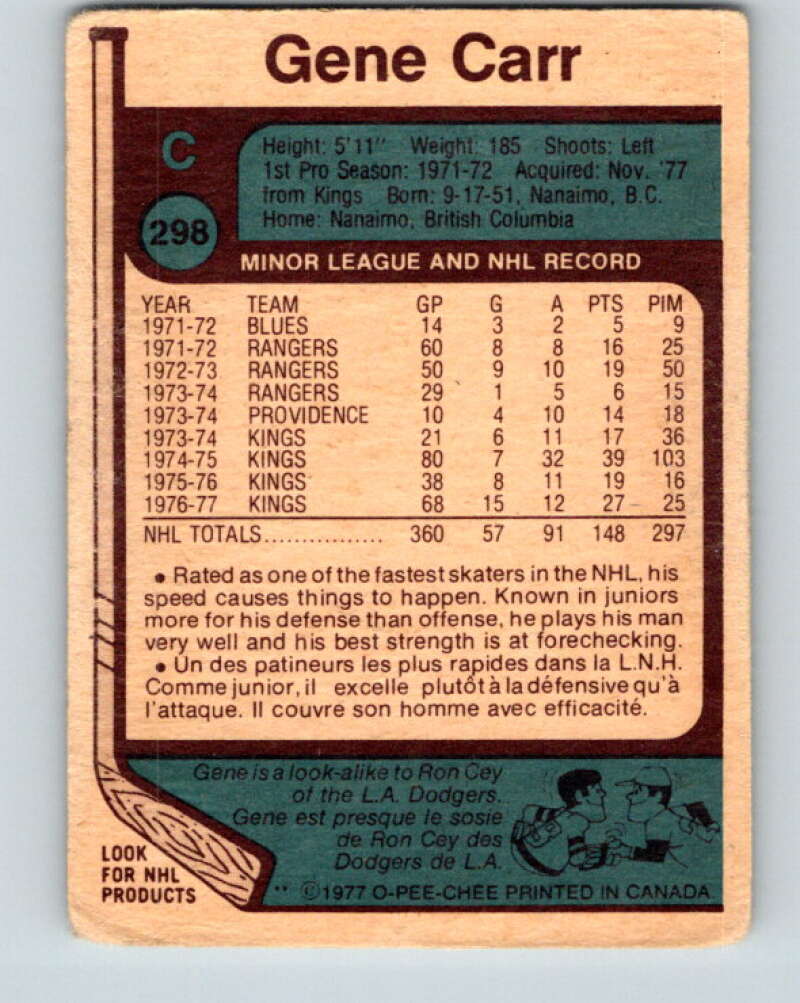 Gene Carr
C
Height: 5'11" Weight: 185 Shoots: Left
1st Pro Season: 1971-72 Acquired: Nov. '77
from Kings Born: 9-17-51, Nanaimo, B.C.
Home: Nanaimo, British Columbia
298
MINOR LEAGUE AND NHL RECORD
YEAR TEAM GP G A PTS PIM
1971-72 BLUES 14 3 2 5 9
1971-72 RANGERS 60 8 8 16 25
1972-73 RANGERS 50 9 10 19 50
1973-74 RANGERS 29 1 5 6 15
1973-74 PROVIDENCE 10 4 10 14 18
1973-74 KINGS 21 6 11 17 36
1974-75 KINGS 80 7 32 39 103
1975-76 KINGS 38 8 11 19 16
1976-77 KINGS 68 15 12 27 25
NHL TOTALS................ 360 57 91 148 297
• Rated as one of the fastest skaters in the NHL, his
speed causes things to happen. Known in juniors
more for his defense than offense, he plays his man
very well and his best strength is at forechecking.
• Un des patineurs les plus rapides dans la L.N.H.
Comme junior, il excelle plutôt à la défensive qu'à
l'attaque. Il couvre son homme avec efficacité.
Gene is a look-alike to Ron Cey
of the L.A. Dodgers.
Gene est presque le sosie
de Ron Cey des
Dodgers de L.A.
LOOK
FOR NHL
PRODUCTS
** ©1977 O-PEE-CHEE PRINTED IN CANADA